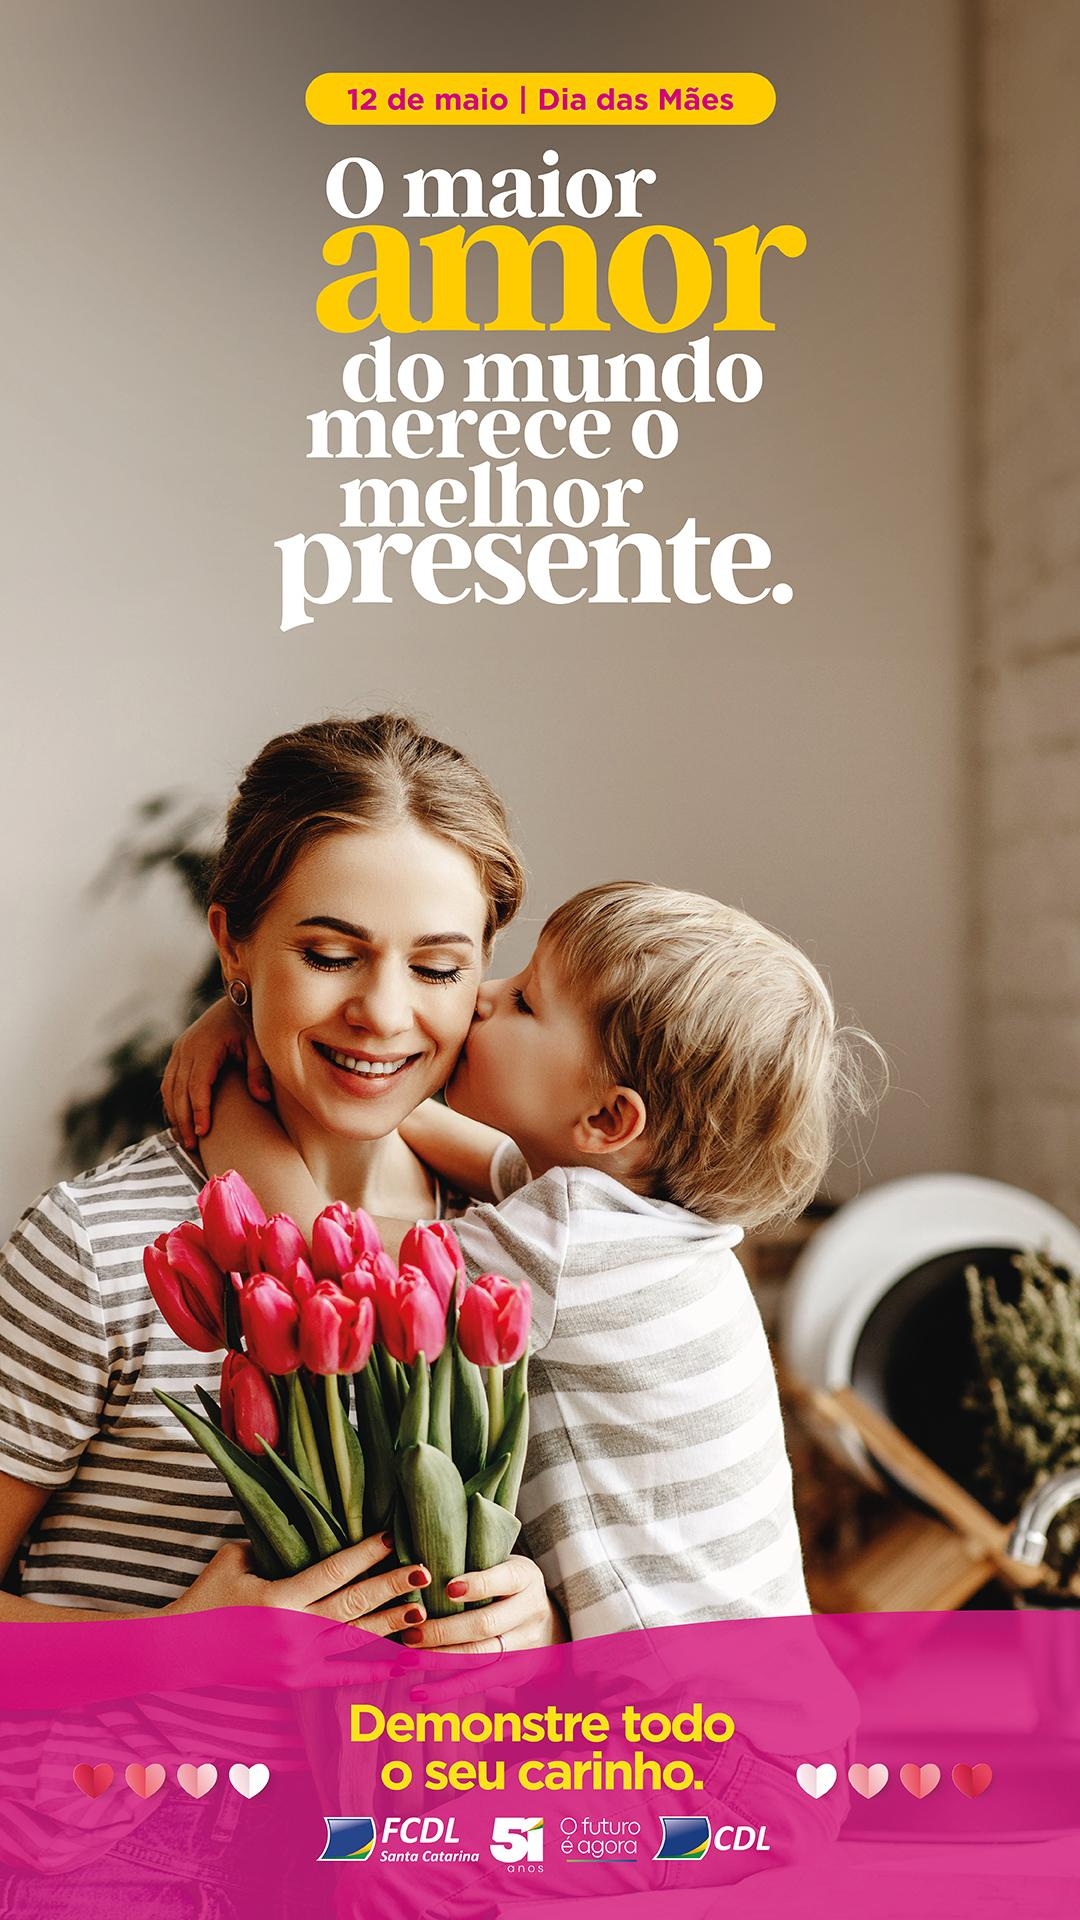 12 de maio | Dia das Mães
O maior
amor
do mundo
merece o
melhor
presente.
Demonstre todo
o seu carinho.
FCDL
Santa Catarina
51
anos
O futuro
é agora
CDL